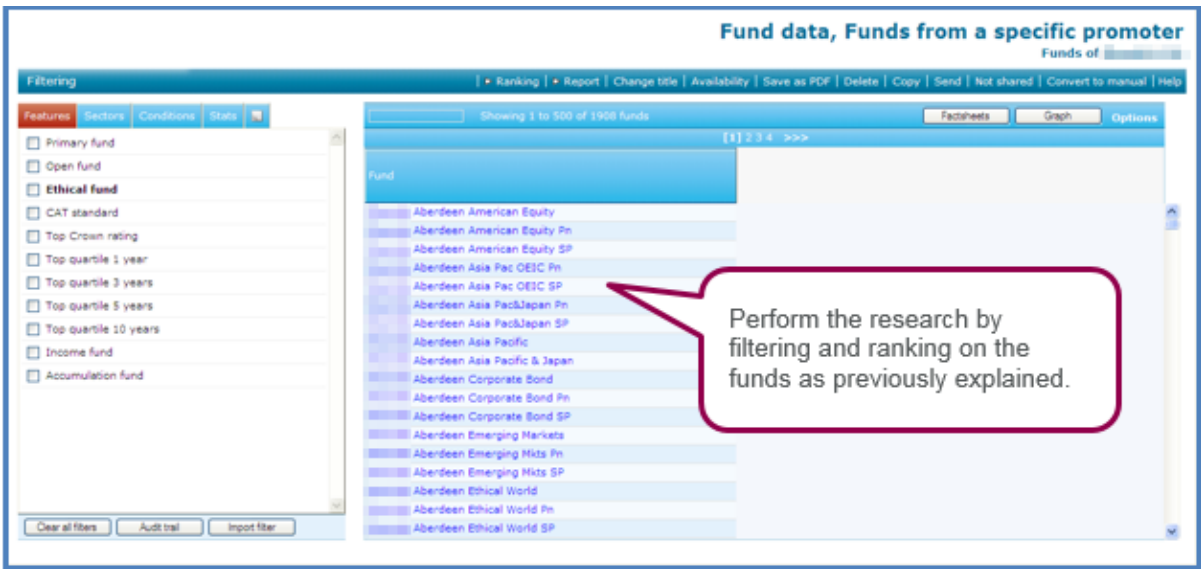 Fund data, Funds from a specific promoter
Funds of
Filtering
| • Ranking | • Report | Change title | Availability | Save as PDF | Delete | Copy | Send | Not shared | Convert to manual | Help
Features Sectors Conditions Stats
Showing 1 to 500 of 1908 funds Factsheets Graph Options
[1] 2 3 4 >>>
Primary fund
Open fund
Ethical fund
CAT standard
Top Crown rating
Top quartile 1 year
Top quartile 3 years
Top quartile 5 years
Top quartile 10 years
Income fund
Accumulation fund
Clear all filters Audit trail Import filter
Fund
Aberdeen American Equity
Aberdeen American Equity Pn
Aberdeen American Equity SP
Aberdeen Asia Pac OEIC Pn
Aberdeen Asia Pac OEIC SP
Aberdeen Asia Pac&Japan Pn
Aberdeen Asia Pac&Japan SP
Aberdeen Asia Pacific
Aberdeen Asia Pacific & Japan
Aberdeen Corporate Bond
Aberdeen Corporate Bond Pn
Aberdeen Corporate Bond SP
Aberdeen Emerging Markets
Aberdeen Emerging Mkts Pn
Aberdeen Emerging Mkts SP
Aberdeen Ethical World
Aberdeen Ethical World Pn
Aberdeen Ethical World SP
Perform the research by
filtering and ranking on the
funds as previously explained.